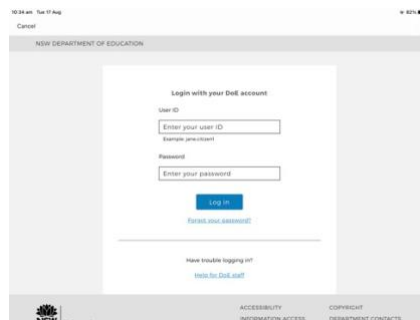 10:34 am Tue 17 Aug 82%
Cancel
NSW DEPARTMENT OF EDUCATION
Login with your DoE account
User ID
Enter your user ID
Example: jane.citizen1
Password
Enter your password
Log in
Forgot your password?
Have trouble logging in?
Help for DoE staff
ACCESSIBILITY COPYRIGHT
INFORMATION ACCESS DEPARTMENT CONTACTS